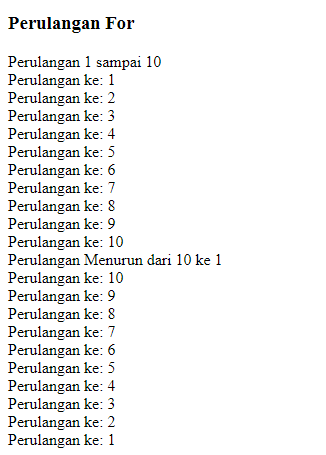 Perulangan For
Perulangan 1 sampai 10
Perulangan ke: 1
Perulangan ke: 2
Perulangan ke: 3
Perulangan ke: 4
Perulangan ke: 5
Perulangan ke: 6
Perulangan ke: 7
Perulangan ke: 8
Perulangan ke: 9
Perulangan ke: 10
Perulangan Menurun dari 10 ke 1
Perulangan ke: 10
Perulangan ke: 9
Perulangan ke: 8
Perulangan ke: 7
Perulangan ke: 6
Perulangan ke: 5
Perulangan ke: 4
Perulangan ke: 3
Perulangan ke: 2
Perulangan ke: 1